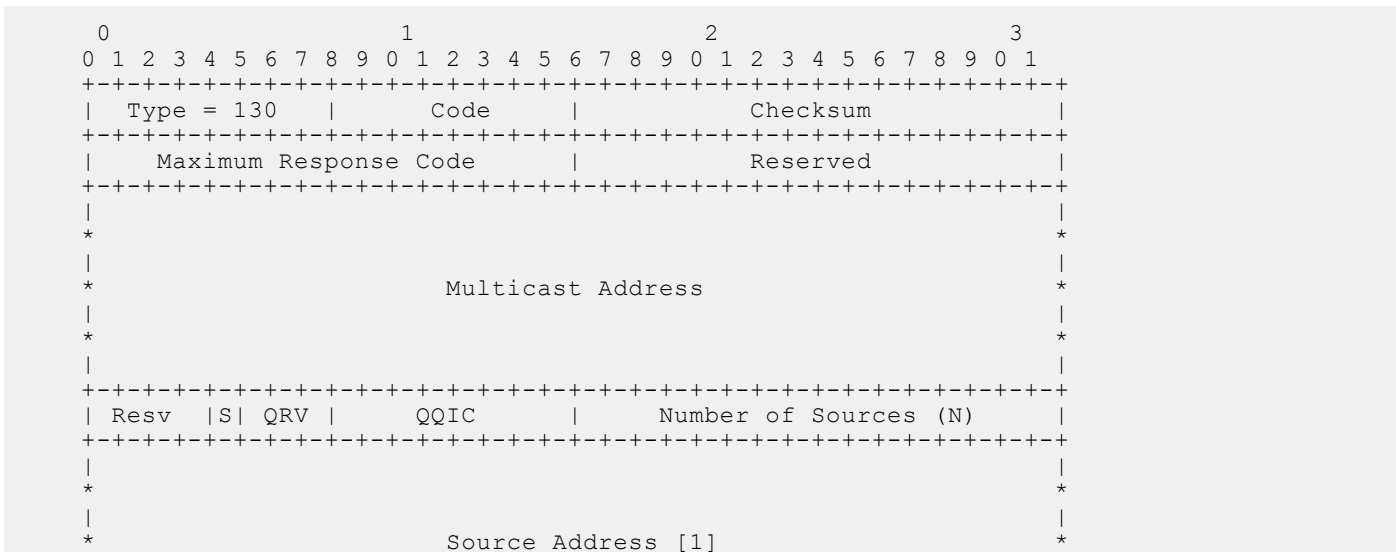 0                   1                   2                   3
0 1 2 3 4 5 6 7 8 9 0 1 2 3 4 5 6 7 8 9 0 1 2 3 4 5 6 7 8 9 0 1
+-+-+-+-+-+-+-+-+-+-+-+-+-+-+-+-+-+-+-+-+-+-+-+-+-+-+-+-+-+-+-+-+
|  Type = 130   |      Code     |           Checksum            |
+-+-+-+-+-+-+-+-+-+-+-+-+-+-+-+-+-+-+-+-+-+-+-+-+-+-+-+-+-+-+-+-+
|    Maximum Response Code      |           Reserved            |
+-+-+-+-+-+-+-+-+-+-+-+-+-+-+-+-+-+-+-+-+-+-+-+-+-+-+-+-+-+-+-+-+
|                                                               |
*                                                               *
|                                                               |
*                       Multicast Address                       *
|                                                               |
*                                                               *
|                                                               |
+-+-+-+-+-+-+-+-+-+-+-+-+-+-+-+-+-+-+-+-+-+-+-+-+-+-+-+-+-+-+-+-+
| Resv  |S| QRV |     QQIC      |     Number of Sources (N)     |
+-+-+-+-+-+-+-+-+-+-+-+-+-+-+-+-+-+-+-+-+-+-+-+-+-+-+-+-+-+-+-+-+
|                                                               |
*                                                               *
|                                                               |
*                       Source Address [1]                      *